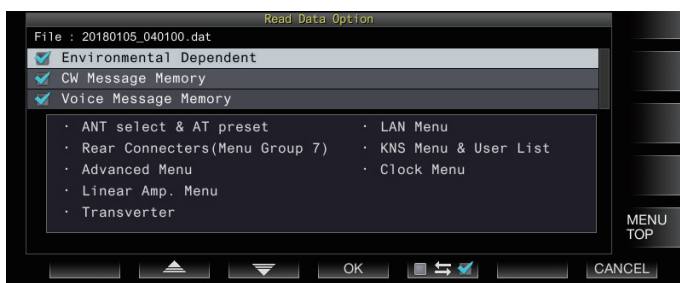 Read Data Option
File : 20180105_040100.dat
Environmental Dependent
CW Message Memory
Voice Message Memory
· ANT select & AT preset
· Rear Connecters(Menu Group 7)
· Advanced Menu
· Linear Amp. Menu
· Transverter
· LAN Menu
· KNS Menu & User List
· Clock Menu
MENU
TOP
OK
CANCEL